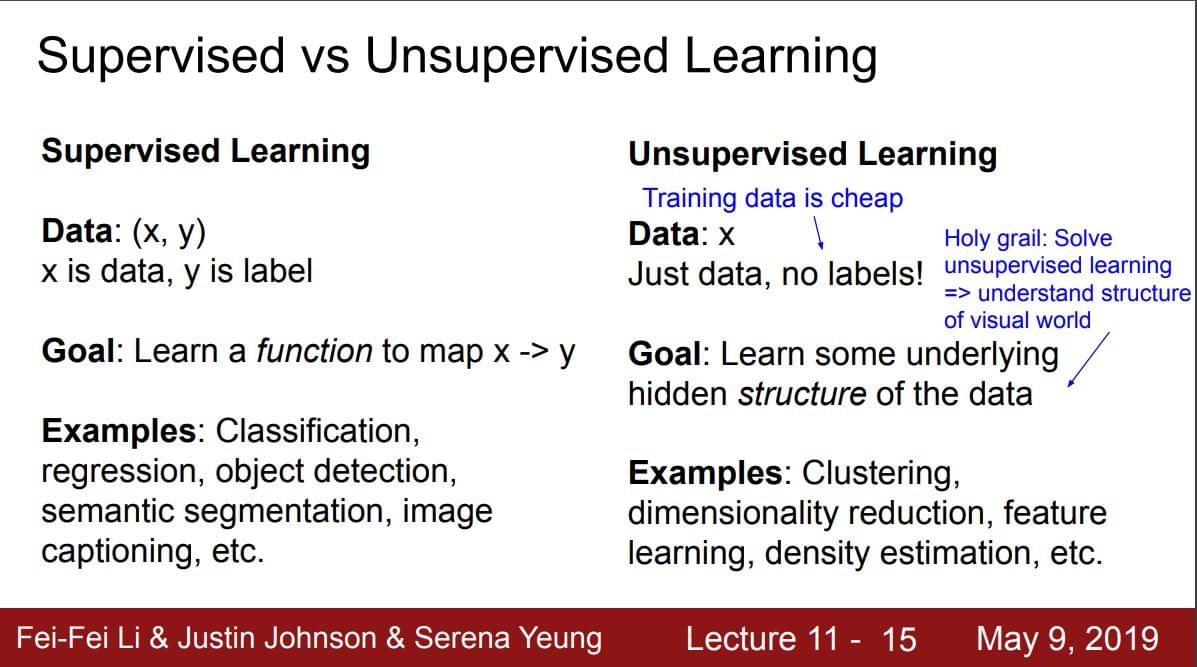 Supervised vs Unsupervised Learning
Supervised Learning
Data: (x, y)
x is data, y is label
Goal: Learn a function to map x -> y
Examples: Classification,
regression, object detection,
semantic segmentation, image
captioning, etc.
Unsupervised Learning
Training data is cheap
Data: x
Just data, no labels!
Holy grail: Solve
unsupervised learning
=> understand structure
of visual world
Goal: Learn some underlying
hidden structure of the data
Examples: Clustering,
dimensionality reduction, feature
learning, density estimation, etc.
Fei-Fei Li & Justin Johnson & Serena Yeung Lecture 11 - 15 May 9, 2019